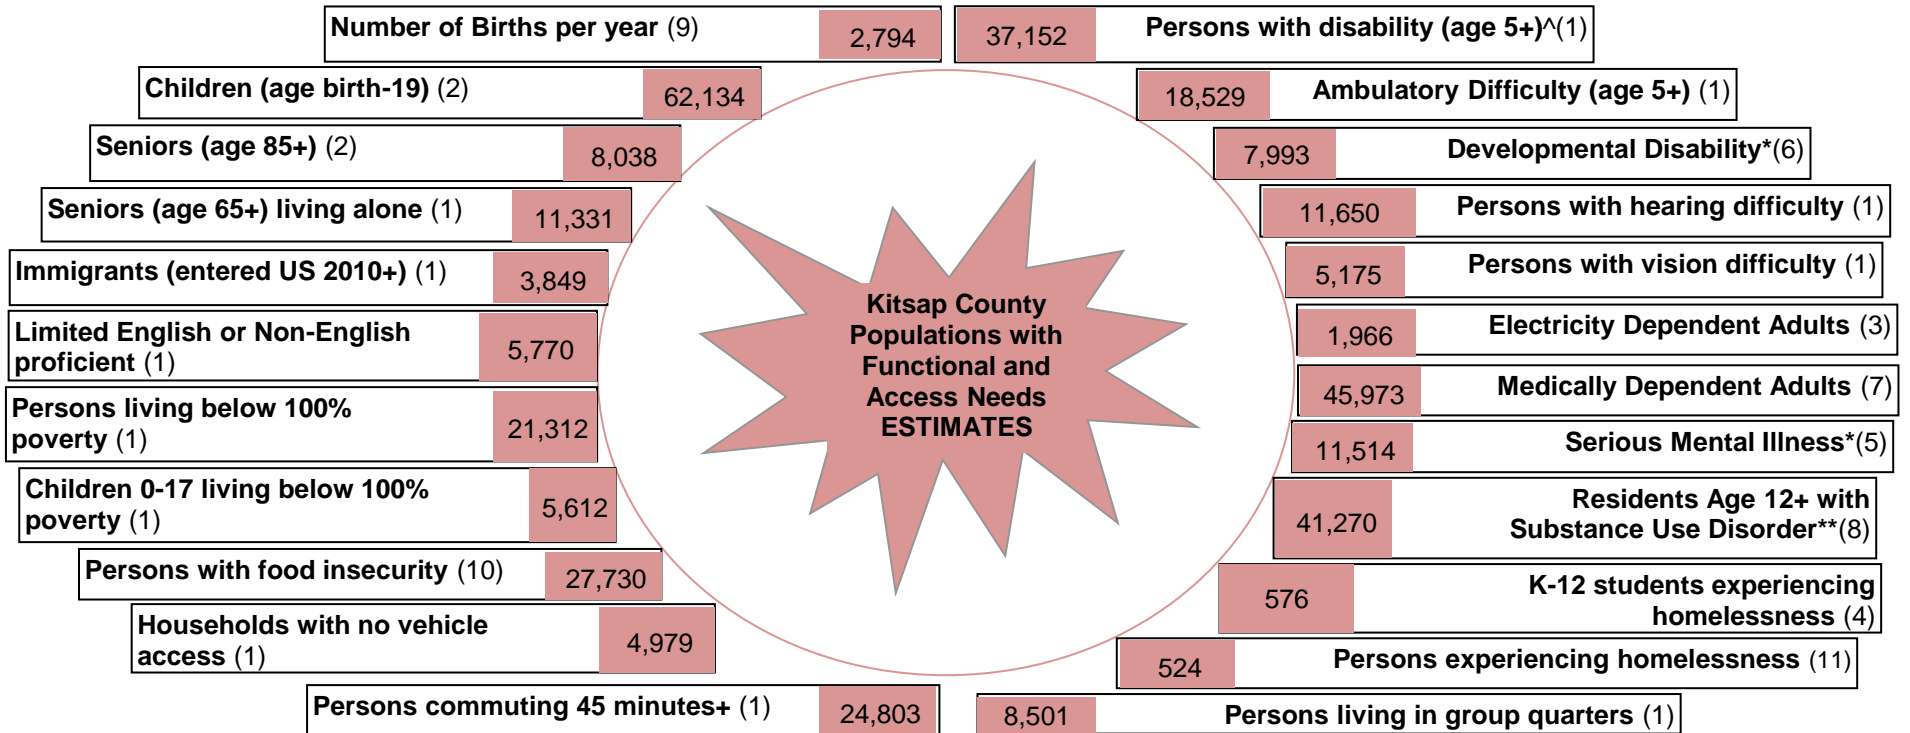 Number of Births per year (9) 2,794
Children (age birth-19) (2) 62,134
Seniors (age 85+) (2) 8,038
Seniors (age 65+) living alone (1) 11,331
Immigrants (entered US 2010+) (1) 3,849
Limited English or Non-English
proficient (1) 5,770
Persons living below 100%
poverty (1) 21,312
Children 0-17 living below 100%
poverty (1) 5,612
Persons with food insecurity (10) 27,730
Households with no vehicle
access (1) 4,979
Persons commuting 45 minutes+ (1) 24,803
Kitsap County
Populations with
Functional and
Access Needs
ESTIMATES
37,152 Persons with disability (age 5+)^(1)
18,529 Ambulatory Difficulty (age 5+) (1)
7,993 Developmental Disability*(6)
11,650 Persons with hearing difficulty (1)
5,175 Persons with vision difficulty (1)
1,966 Electricity Dependent Adults (3)
45,973 Medically Dependent Adults (7)
11,514 Serious Mental Illness*(5)
41,270 Residents Age 12+ with
Substance Use Disorder**(8)
576 K-12 students experiencing
homelessness (4)
524 Persons experiencing homelessness (11)
8,501 Persons living in group quarters (1)